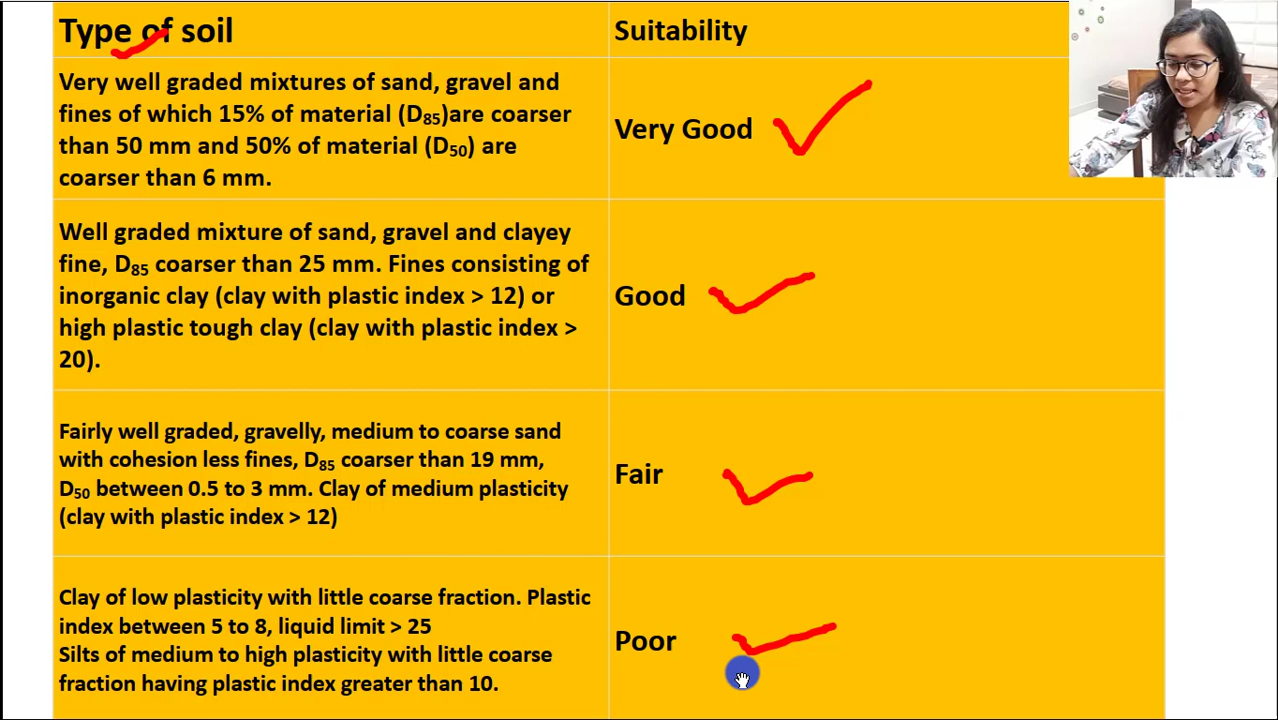 Type of soil
Suitability
Very well graded mixtures of sand, gravel and
fines of which 15% of material (D₈₅)are coarser
than 50 mm and 50% of material (D₅₀) are
coarser than 6 mm.
Very Good
Well graded mixture of sand, gravel and clayey
fine, D₈₅ coarser than 25 mm. Fines consisting of
inorganic clay (clay with plastic index > 12) or
high plastic tough clay (clay with plastic index >
20).
Good
Fairly well graded, gravelly, medium to coarse sand
with cohesion less fines, D₈₅ coarser than 19 mm,
D₅₀ between 0.5 to 3 mm. Clay of medium plasticity
(clay with plastic index > 12)
Fair
Clay of low plasticity with little coarse fraction. Plastic
index between 5 to 8, liquid limit > 25
Silts of medium to high plasticity with little coarse
fraction having plastic index greater than 10.
Poor